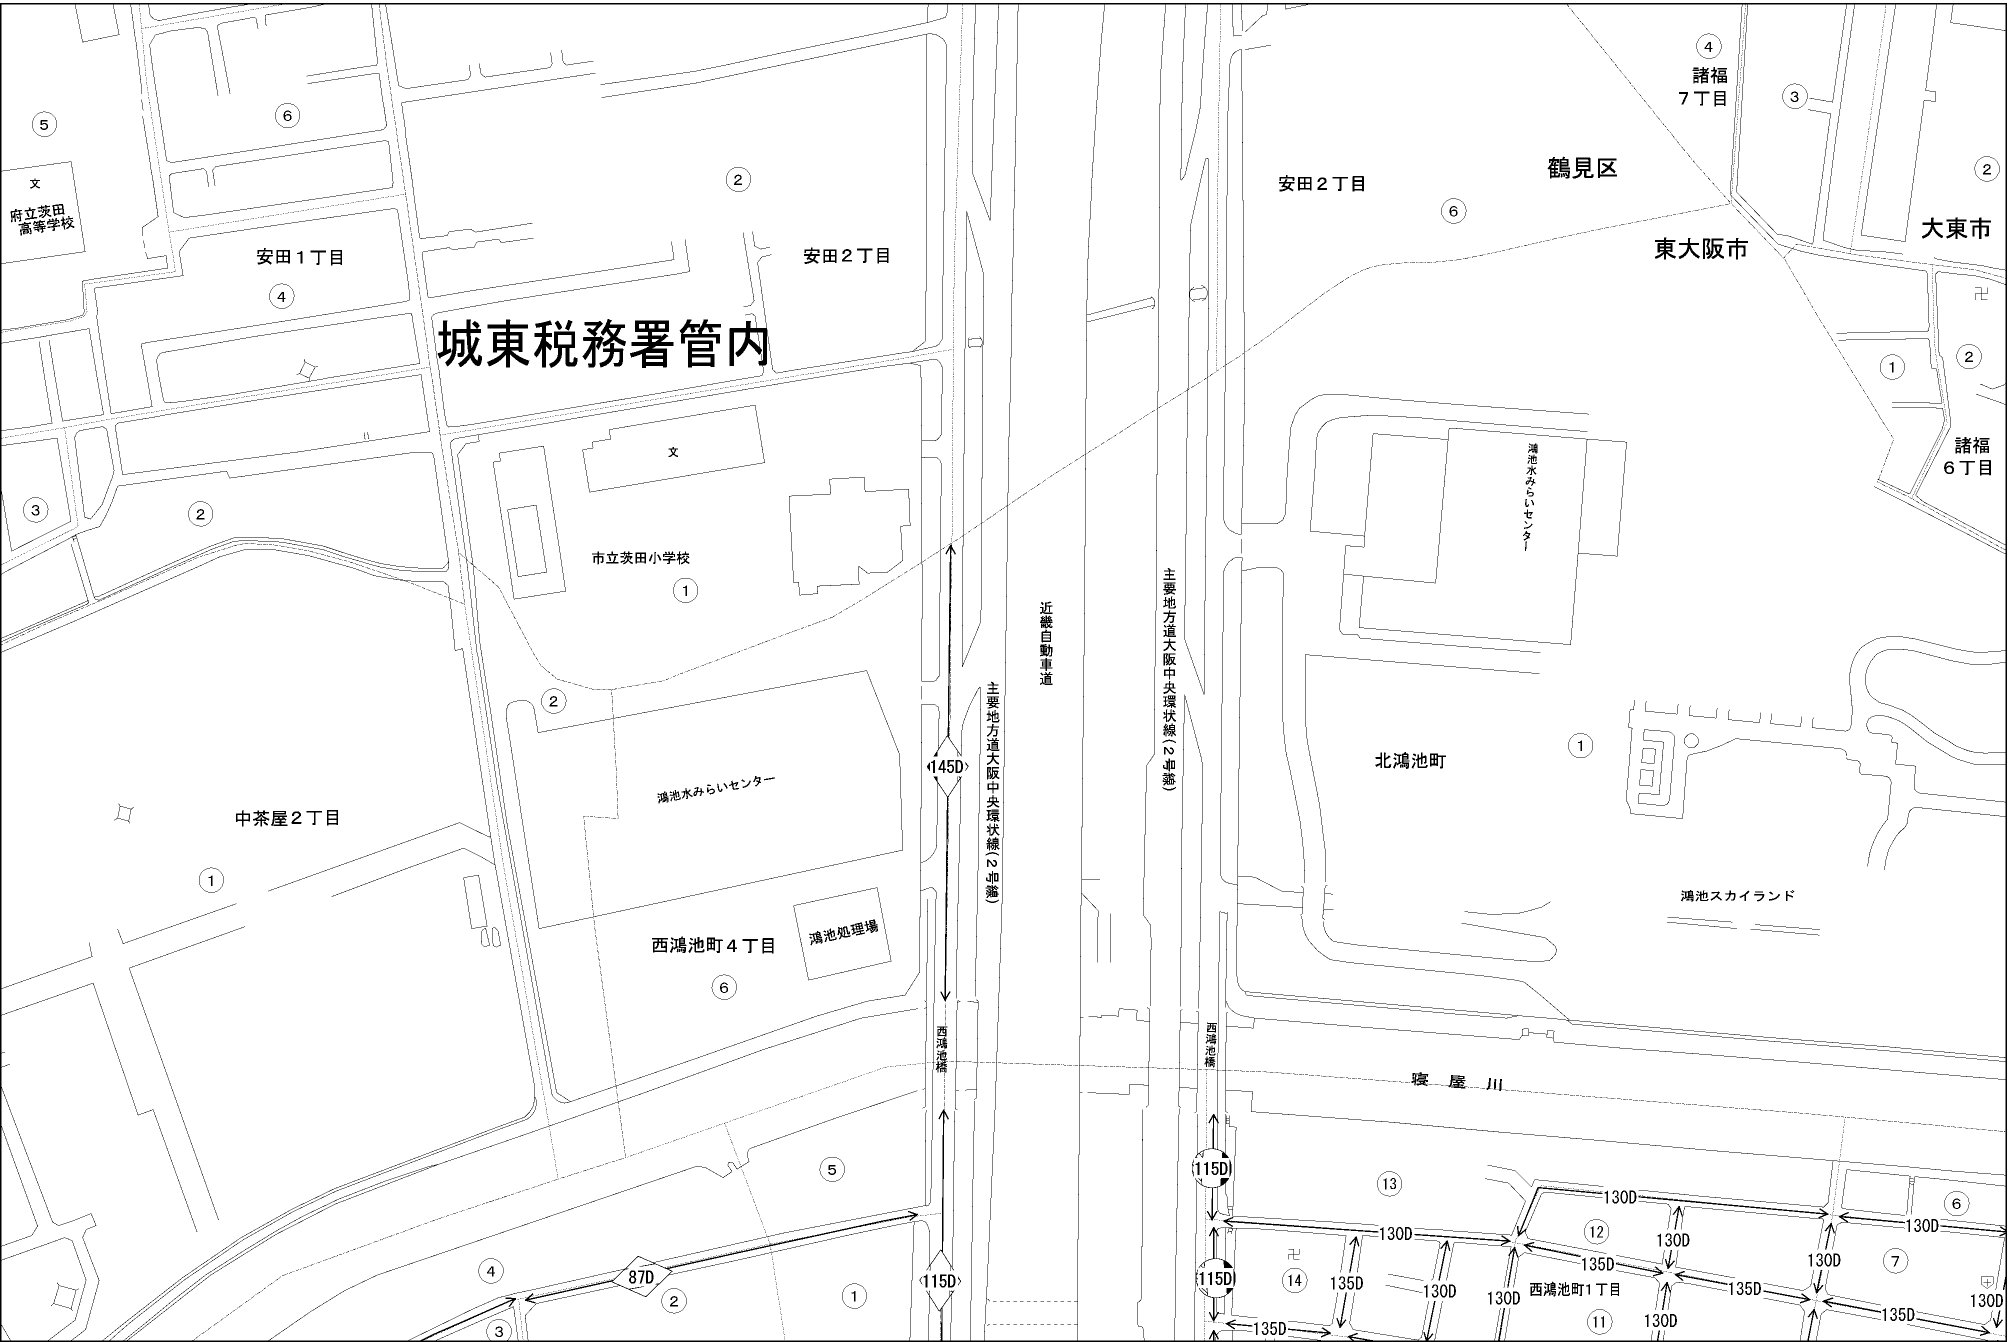 ④
諸福
７丁目
③
⑤
⑥
②
安田２丁目
鶴見区
②
文
府立茨田
高等学校
⑥
大東市
安田１丁目
安田２丁目
東大阪市
④
卍
城東税務署管内
②
①
文
鴻池水みらいセンター
諸福
６丁目
③
②
市立茨田小学校
①
近畿自動車道
主要地方道大阪中央環状線(２号線)
主要地方道大阪中央環状線(２号線)
②
145D
北鴻池町
①
鴻池水みらいセンター
中茶屋２丁目
①
鴻池スカイランド
西鴻池町４丁目
鴻池処理場
⑥
西鴻池橋
西鴻池橋
寝屋川
⑤
115D
⑬
130D
⑥
130D
130D
⑫
130D
④
87D
115D
115D
卍
⑭
135D
130D
130D
135D
130D
⑦
②
①
西鴻池町１丁目
135D
130D
③
135D
⑪
130D
135D